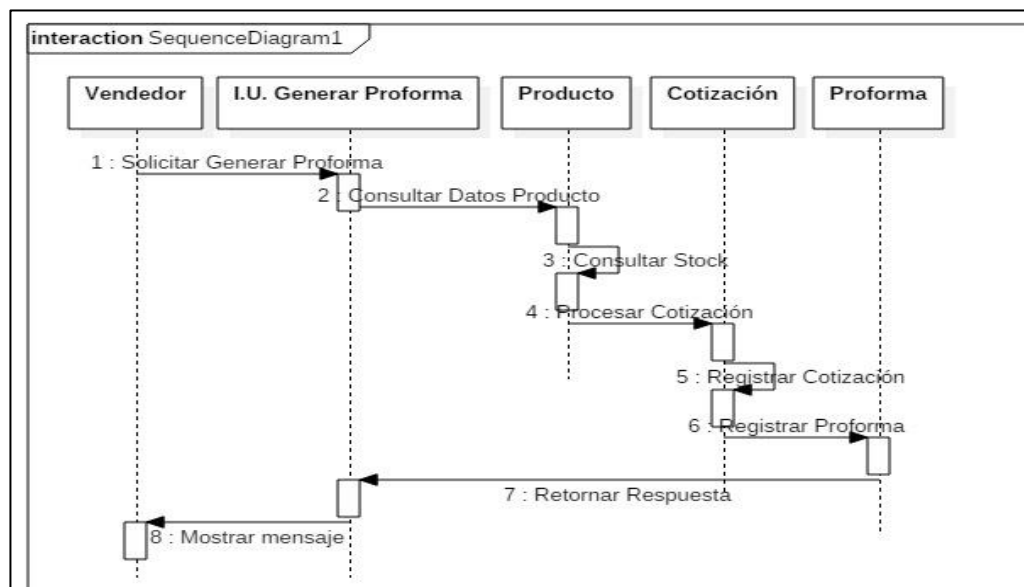 interaction SequenceDiagram1
Vendedor
I.U. Generar Proforma
Producto
Cotización
Proforma
1 : Solicitar Generar Proforma
2 : Consultar Datos Producto
3 : Consultar Stock
4 : Procesar Cotización
5 : Registrar Cotización
6 : Registrar Proforma
7 : Retornar Respuesta
8 : Mostrar mensaje